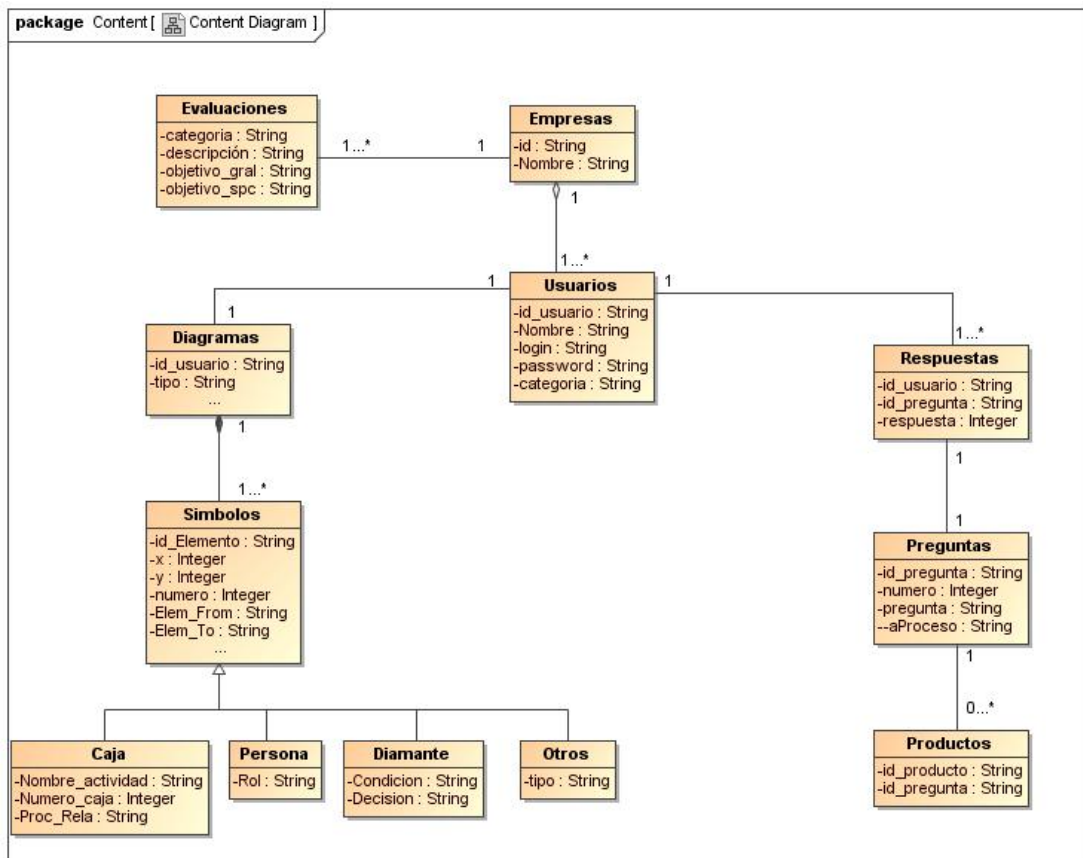 package Content [ Content Diagram ]
Evaluaciones
-categoria : String
-descripción : String
-objetivo_gral : String
-objetivo_spc : String
1...*
1
Empresas
-id : String
-Nombre : String
1
1...*
Usuarios
-id_usuario : String
-Nombre : String
-login : String
-password : String
-categoria : String
1
1
Diagramas
-id_usuario : String
-tipo : String
...
1
1...*
Simbolos
-id_Elemento : String
-x : Integer
-y : Integer
-numero : Integer
-Elem_From : String
-Elem_To : String
...
Caja
-Nombre_actividad : String
-Numero_caja : Integer
-Proc_Rela : String
Persona
-Rol : String
Diamante
-Condicion : String
-Decision : String
Otros
-tipo : String
1
1...*
Respuestas
-id_usuario : String
-id_pregunta : String
-respuesta : Integer
1
1
Preguntas
-id_pregunta : String
-numero : Integer
-pregunta : String
--aProceso : String
1
0...*
Productos
-id_producto : String
-id_pregunta : String